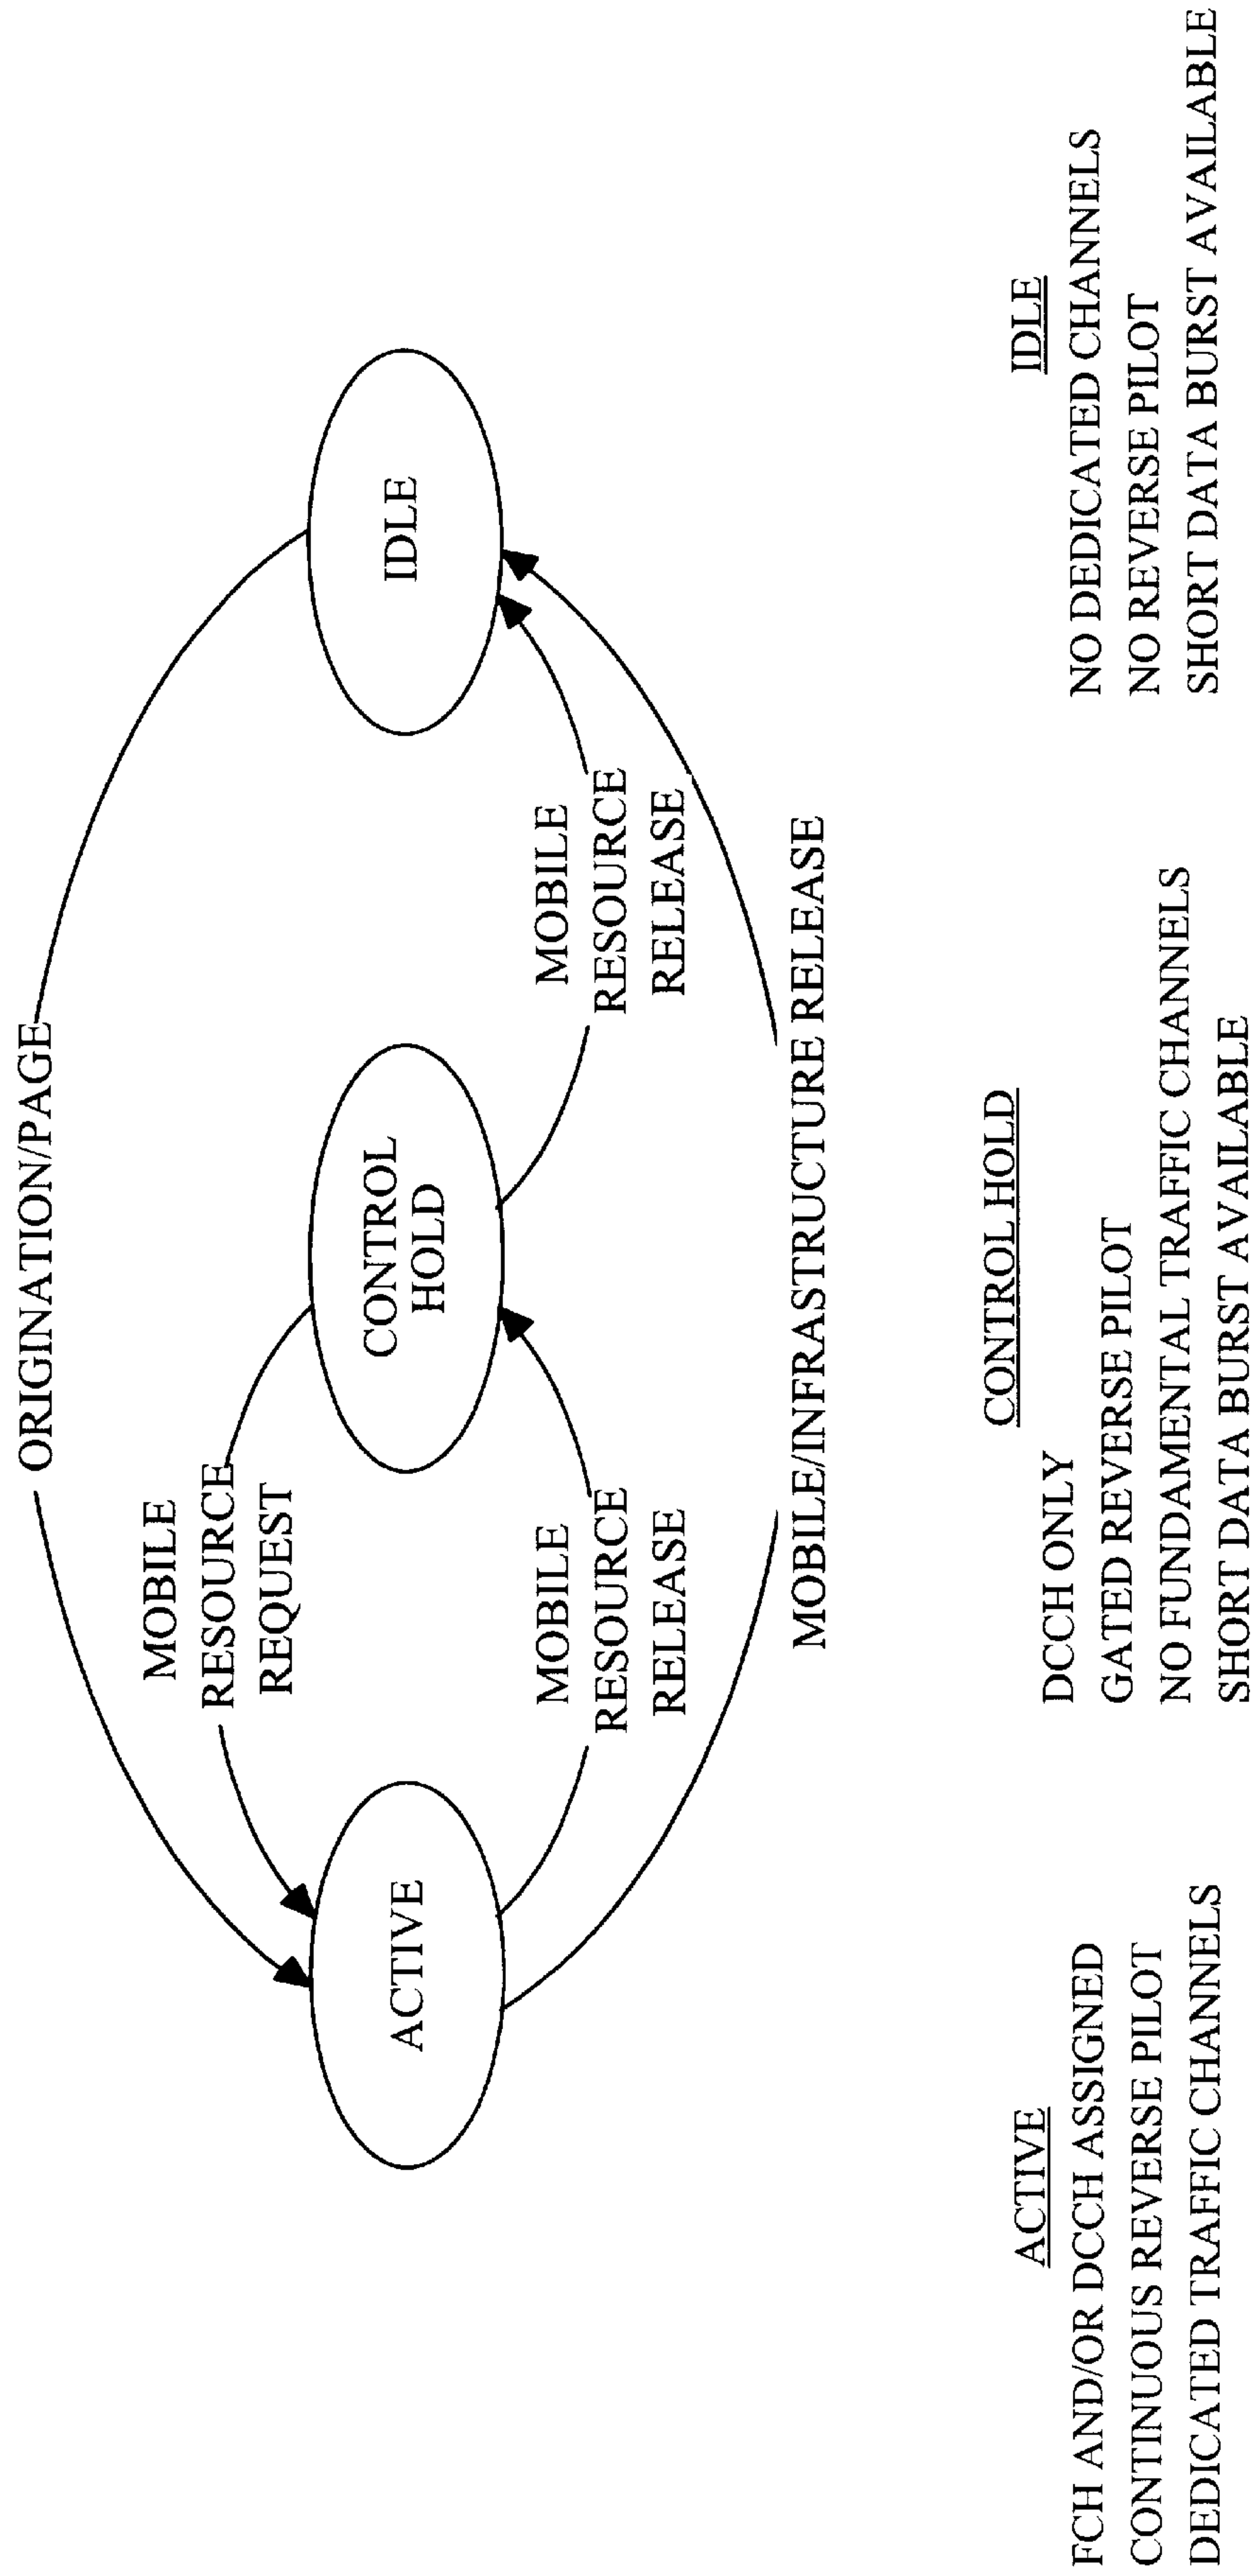 ORIGINATION/PAGE
MOBILE
RESOURCE
REQUEST
ACTIVE
CONTROL
HOLD
IDLE
MOBILE
RESOURCE
RELEASE
MOBILE
RESOURCE
RELEASE
MOBILE/INFRASTRUCTURE RELEASE
ACTIVE
FCH AND/OR DCCH ASSIGNED
CONTINUOUS REVERSE PILOT
DEDICATED TRAFFIC CHANNELS
CONTROL HOLD
DCCH ONLY
GATED REVERSE PILOT
NO FUNDAMENTAL TRAFFIC CHANNELS
SHORT DATA BURST AVAILABLE
IDLE
NO DEDICATED CHANNELS
NO REVERSE PILOT
SHORT DATA BURST AVAILABLE